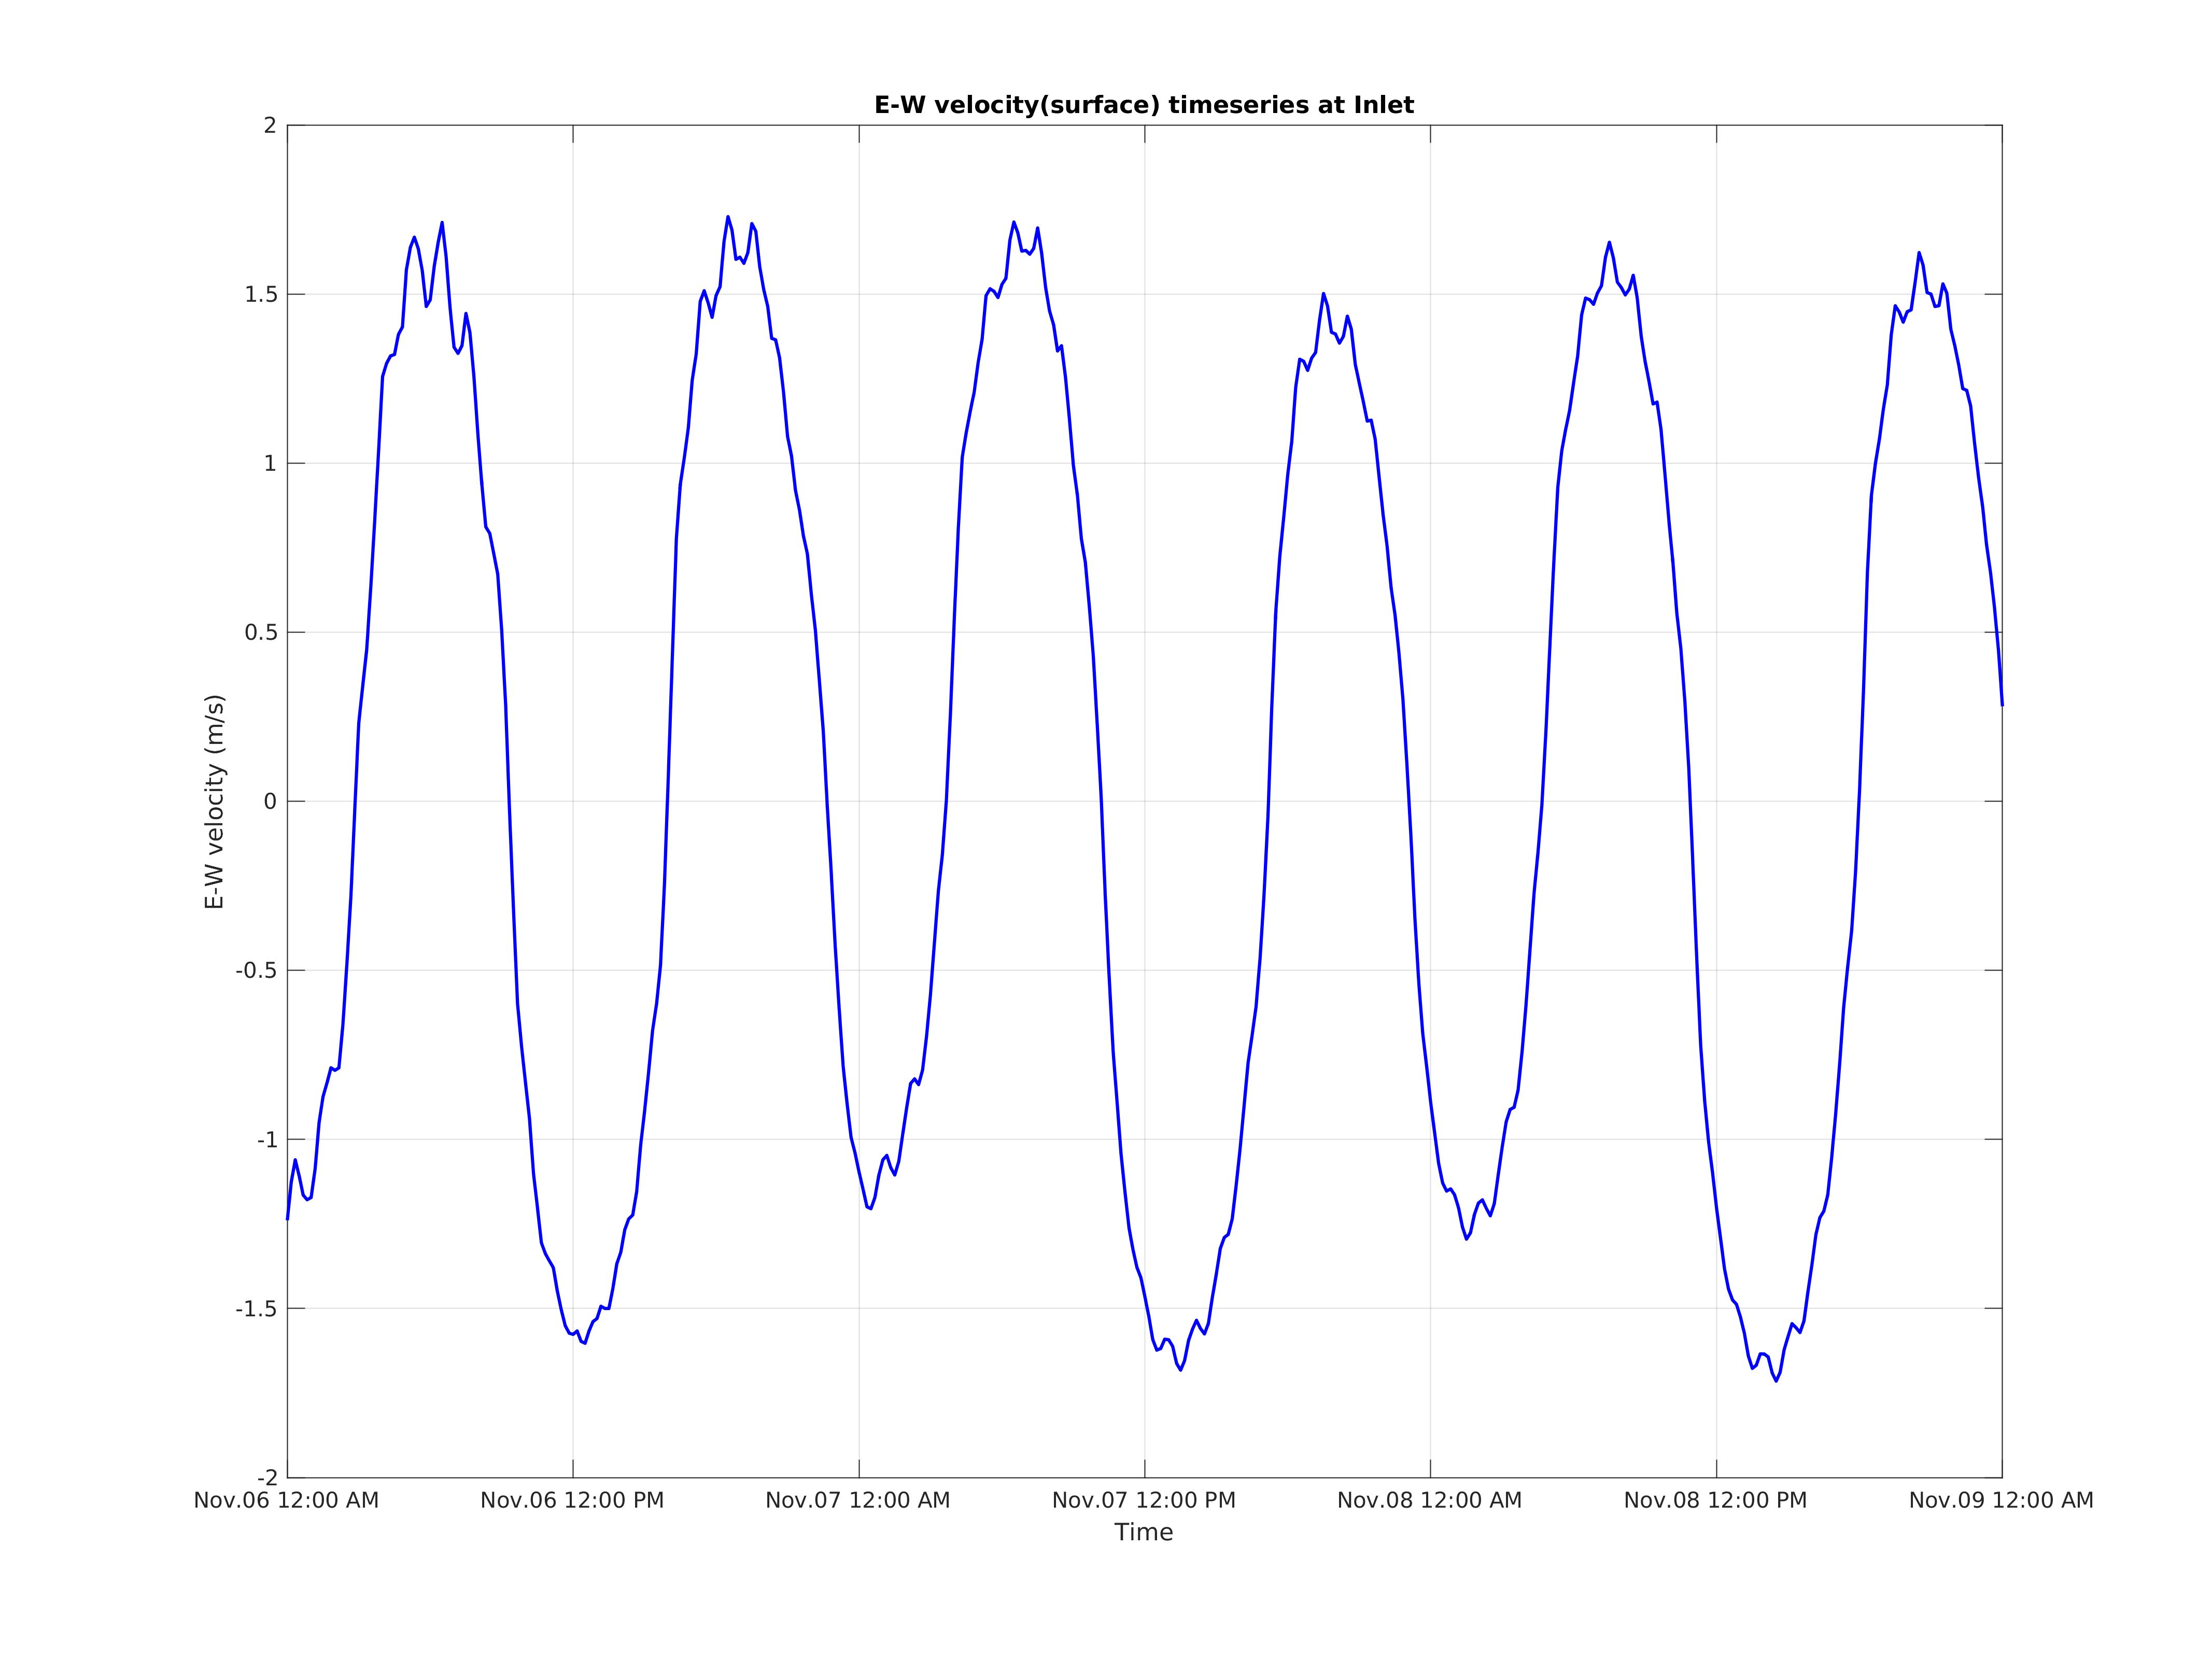 E-W velocity(surface) timeseries at Inlet
2
1.5
1
0.5
0
-0.5
-1
-1.5
-2
E-W velocity (m/s)
Nov.06 12:00 AM Nov.06 12:00 PM Nov.07 12:00 AM Nov.07 12:00 PM Nov.08 12:00 AM Nov.08 12:00 PM Nov.09 12:00 AM
Time